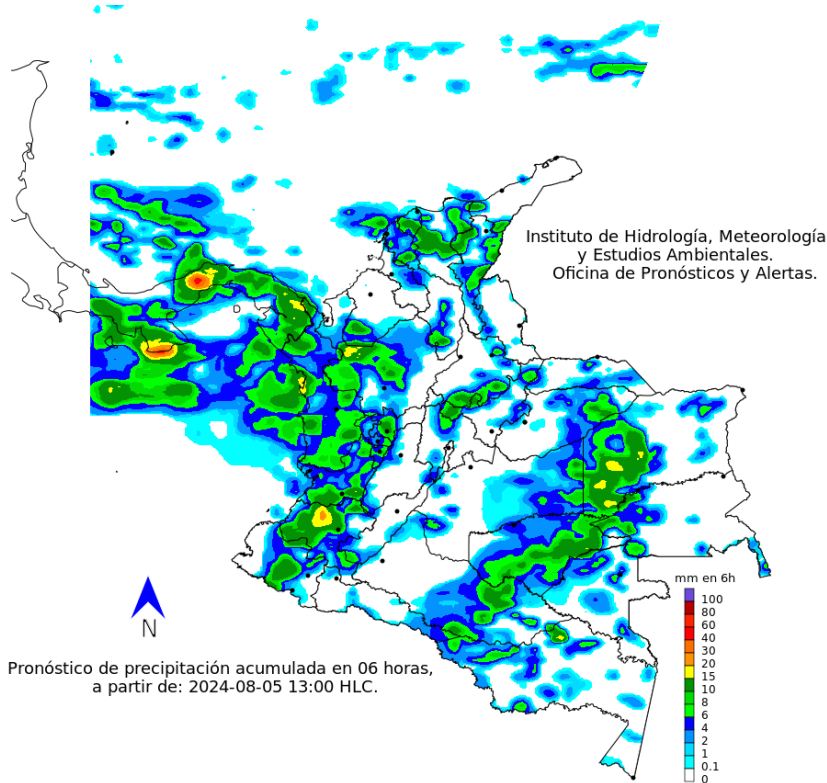 Instituto de Hidrología, Meteorología
y Estudios Ambientales.
Oficina de Pronósticos y Alertas.
mm en 6h
100
80
60
40
30
20
15
10
8
6
4
2
1
0.1
0
N
Pronóstico de precipitación acumulada en 06 horas,
a partir de: 2024-08-05 13:00 HLC.